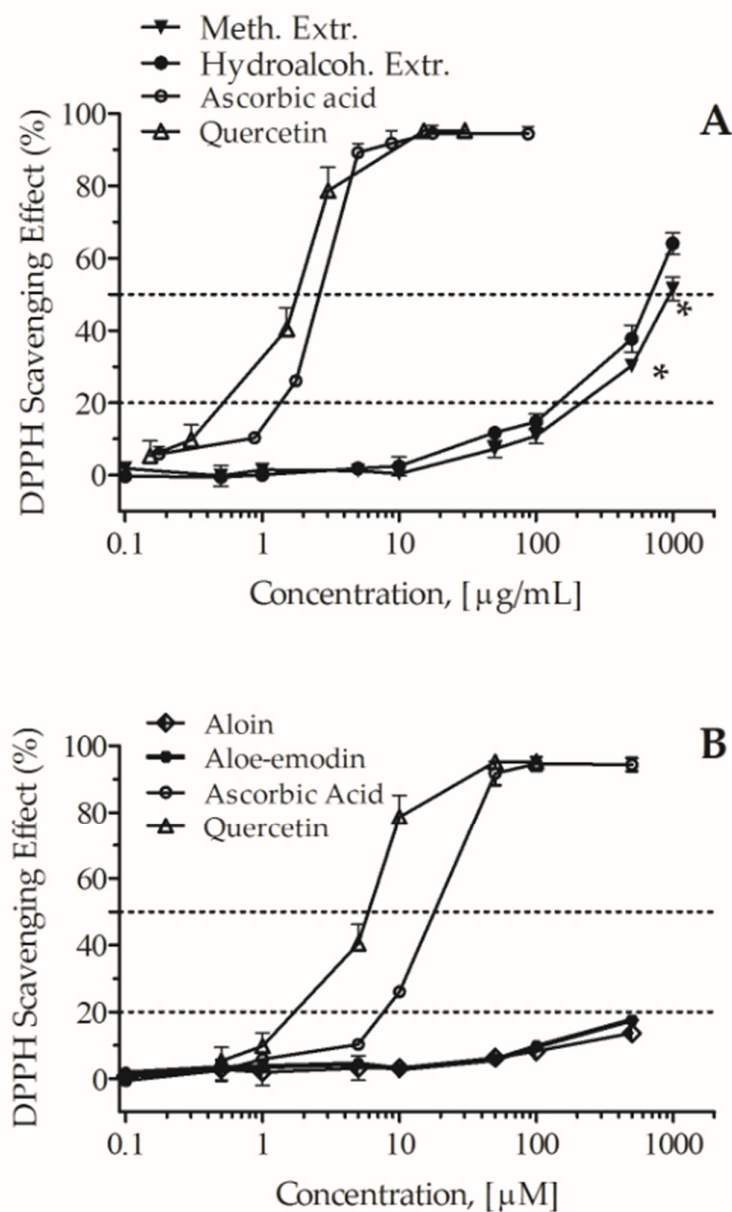 Meth. Extr.
Hydroalcoh. Extr.
Ascorbic acid
Quercetin
A
100
80
60
40
20
0
DPPH Scavenging Effect (%)
*
*
0.1 1 10 100 1000
Concentration, [µg/mL]
Aloin
Aloe-emodin
Ascorbic Acid
Quercetin
B
100
80
60
40
20
0
DPPH Scavenging Effect (%)
0.1 1 10 100 1000
Concentration, [µM]